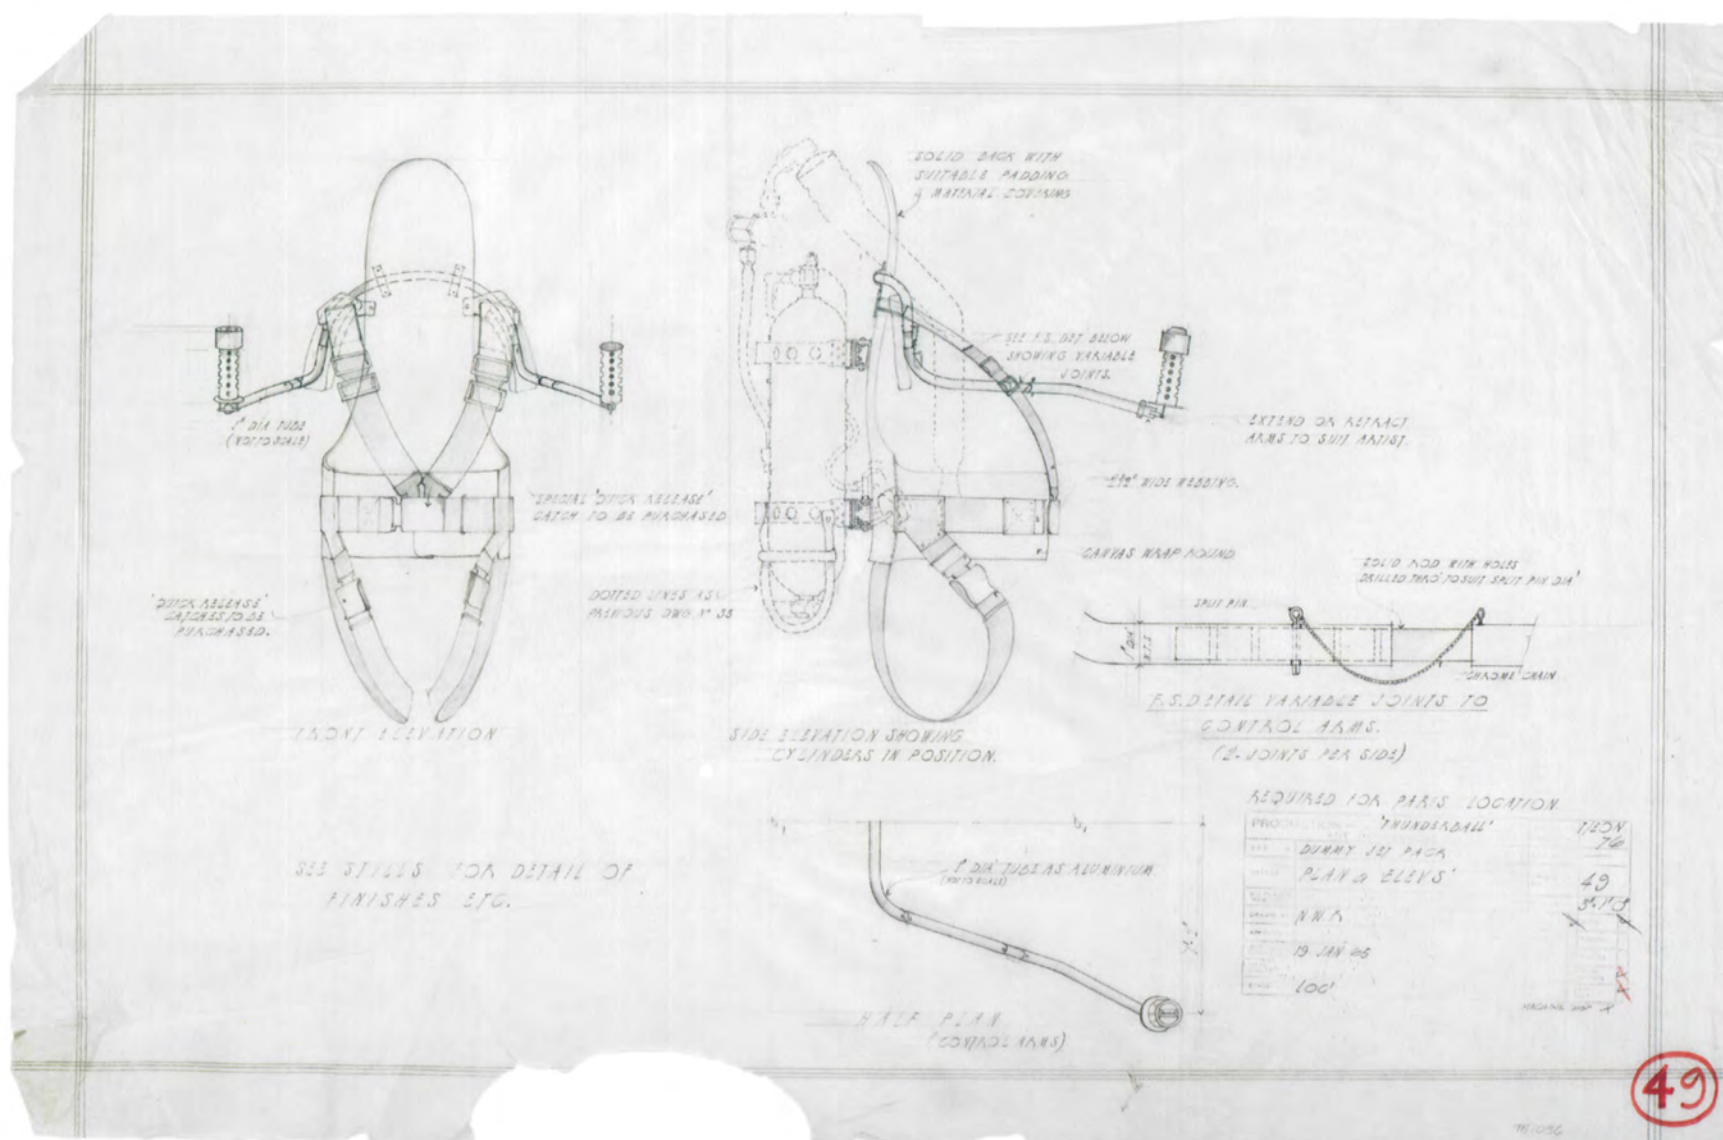 SOLID BACK WITH
SUITABLE PADDING
& MATERIAL COVERING
SEE F.S. DET BELOW
SHOWING VARIABLE
JOINTS.
1" DIA TUBE
(NOT TO SCALE)
EXTEND OR RETRACT
ARMS TO SUIT ARTIST.
WIDE WEBBING.
SPECIAL 'QUICK RELEASE'
CATCH TO BE PURCHASED
CANVAS WRAP ROUND
SOLID ROD WITH HOLES
DRILLED THRO' TO SUIT SPLIT PIN DIA'
'QUICK RELEASE'
CATCHES TO BE
PURCHASED.
DOTTED LINES AS
PREVIOUS DWG Nº 38
SPLIT PIN
1" DIA'
N.T.S
'CHROME' CHAIN
FRONT ELEVATION
SIDE ELEVATION SHOWING
CYLINDERS IN POSITION.
F.S. DETAIL VARIABLE JOINTS TO
CONTROL ARMS.
(2. JOINTS PER SIDE)
REQUIRED FOR PARIS LOCATION.
PRODUCTION 'THUNDERBALL'
DUMMY JET PACK
76
PLAN & ELEVS'
49
N.W.R
19 JAN 65
LOC'
SEE STILLS FOR DETAIL OF
FINISHES ETC.
1" DIA' TUBE AS ALUMINIUM.
(NOT TO SCALE)
HALF PLAN
(CONTROL ARMS)
49